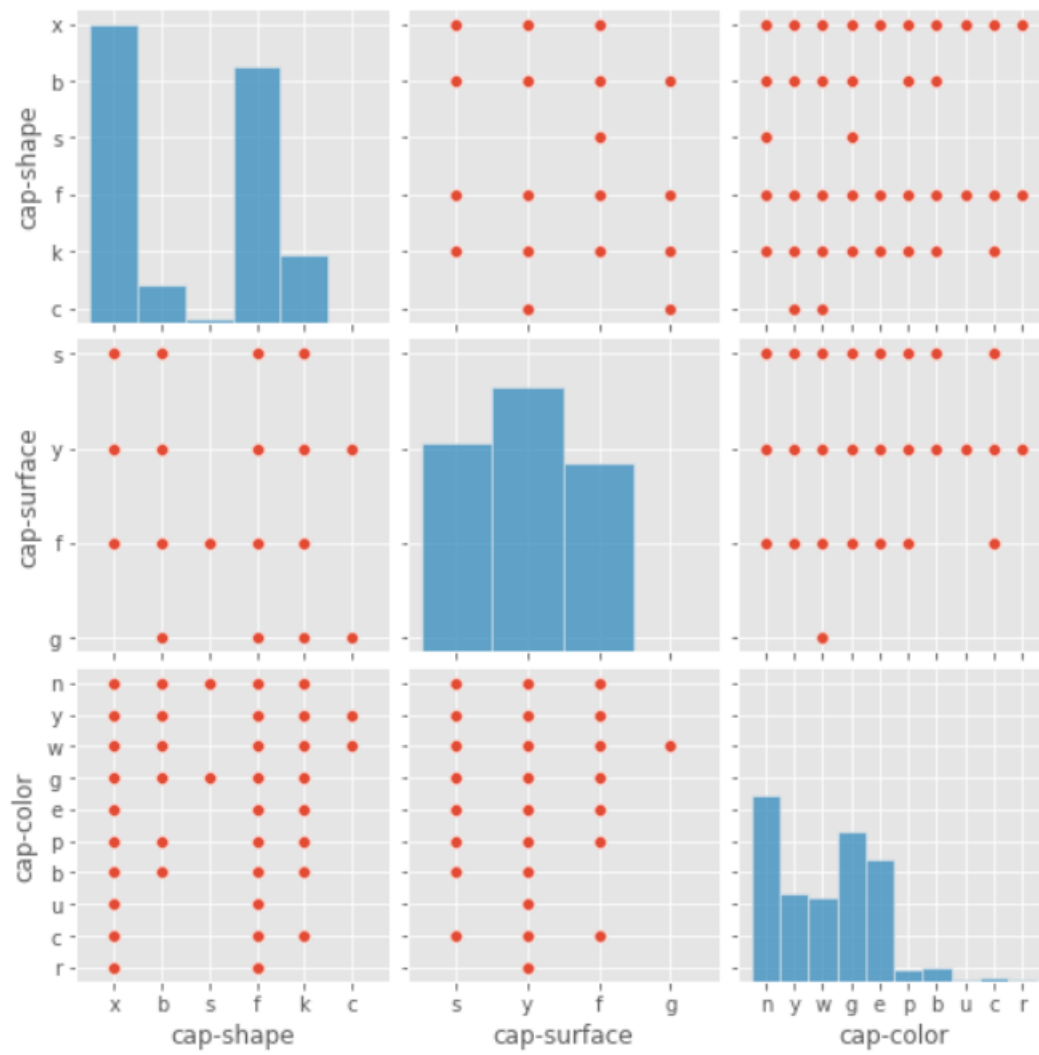 x
b
s
f
k
c
cap-shape
s
y
f
g
cap-surface
n
y
w
g
e
p
b
u
c
r
cap-color
x b s f k c
cap-shape
s y f g
cap-surface
n y w g e p b u c r
cap-color